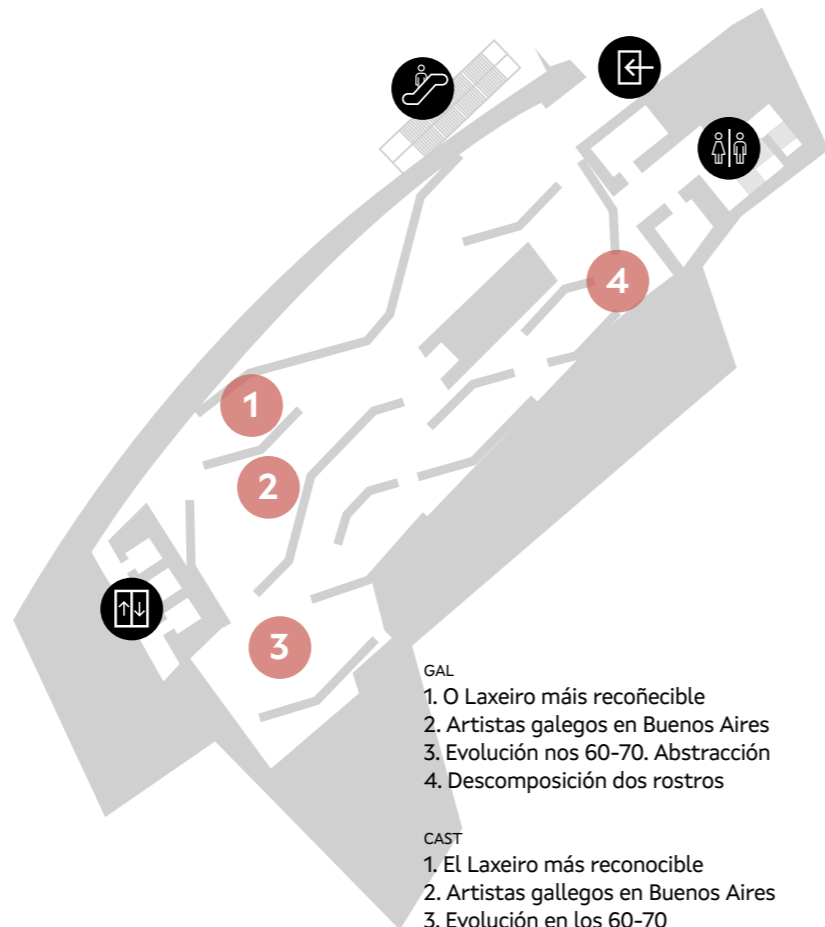 1
2
3
4
GAL
1. O Laxeiro máis recoñecible
2. Artistas galegos en Buenos Aires
3. Evolución nos 60-70. Abstracción
4. Descomposición dos rostros
CAST
1. El Laxeiro más reconocible
2. Artistas gallegos en Buenos Aires
3. Evolución en los 60-70